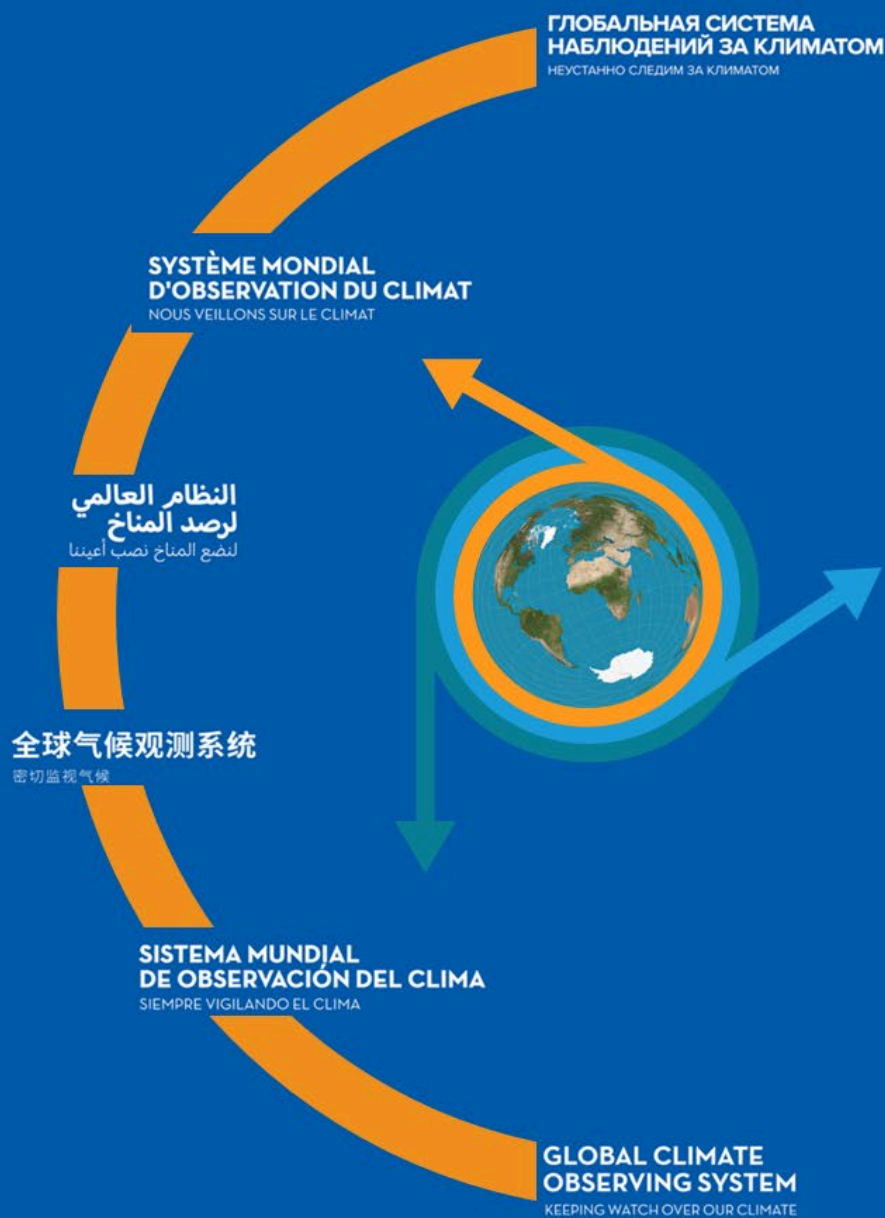 ГЛОБАЛЬНАЯ СИСТЕМА
НАБЛЮДЕНИЙ ЗА КЛИМАТОМ
НЕУСТАННО СЛЕДИМ ЗА КЛИМАТОМ
SYSTÈME MONDIAL
D'OBSERVATION DU CLIMAT
NOUS VEILLONS SUR LE CLIMAT
النظام العالمي
لرصد المناخ
لنضع المناخ نصب أعيننا
全球气候观测系统
密切监视气候
SISTEMA MUNDIAL
DE OBSERVACIÓN DEL CLIMA
SIEMPRE VIGILANDO EL CLIMA
GLOBAL CLIMATE
OBSERVING SYSTEM
KEEPING WATCH OVER OUR CLIMATE